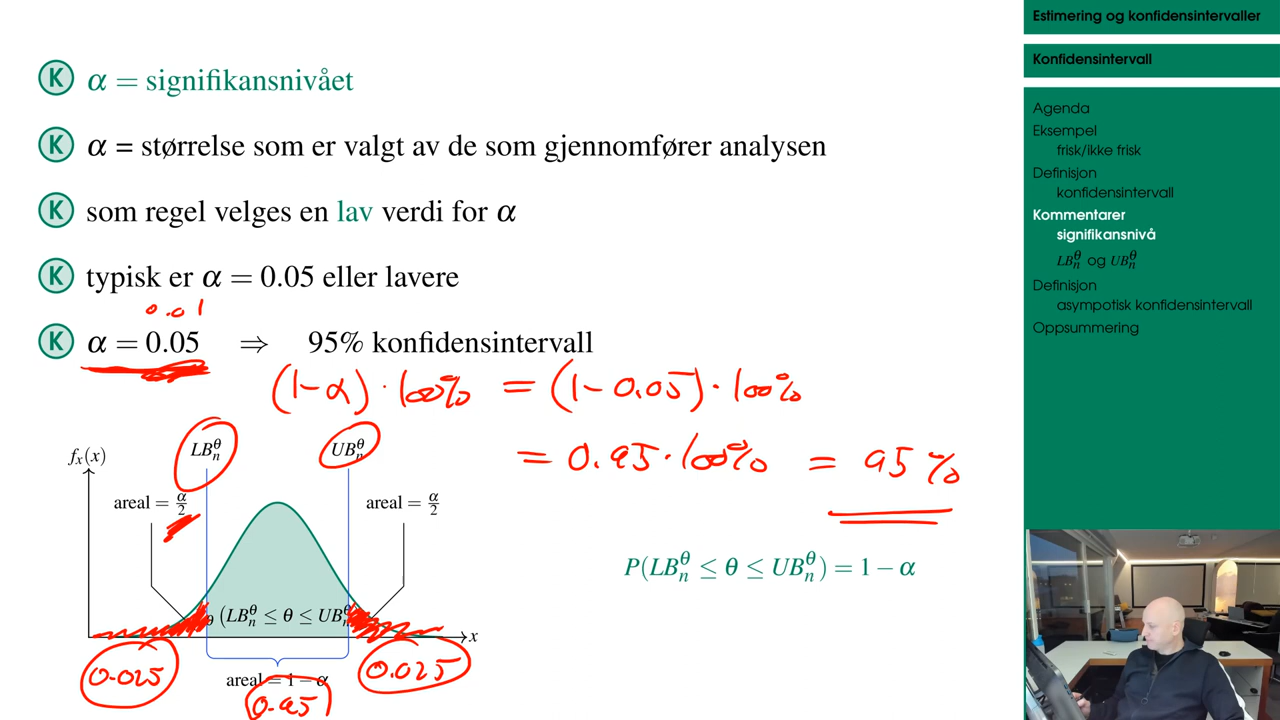 K α = signifikansnivået
K α = størrelse som er valgt av de som gjennomfører analysen
K som regel velges en lav verdi for α
K typisk er α = 0.05 eller lavere
0.01
K α = 0.05 ⇒ 95% konfidensintervall
(1-α)·100% = (1-0.05)·100%
= 0.95·100% = 95%
f_x(x)
LB_n^θ
UB_n^θ
areal = α/2
areal = α/2
P(LB_n^θ ≤ θ ≤ UB_n^θ) = 1 − α
(LB_n^θ ≤ θ ≤ UB_n^θ
x
0.025
0.025
areal = 1 − α
0.95
Estimering og konfidensintervaller
Konfidensintervall
Agenda
Eksempel
frisk/ikke frisk
Definisjon
konfidensintervall
Kommentarer
signifikansnivå
LB_n^θ og UB_n^θ
Definisjon
asympotisk konfidensintervall
Oppsummering